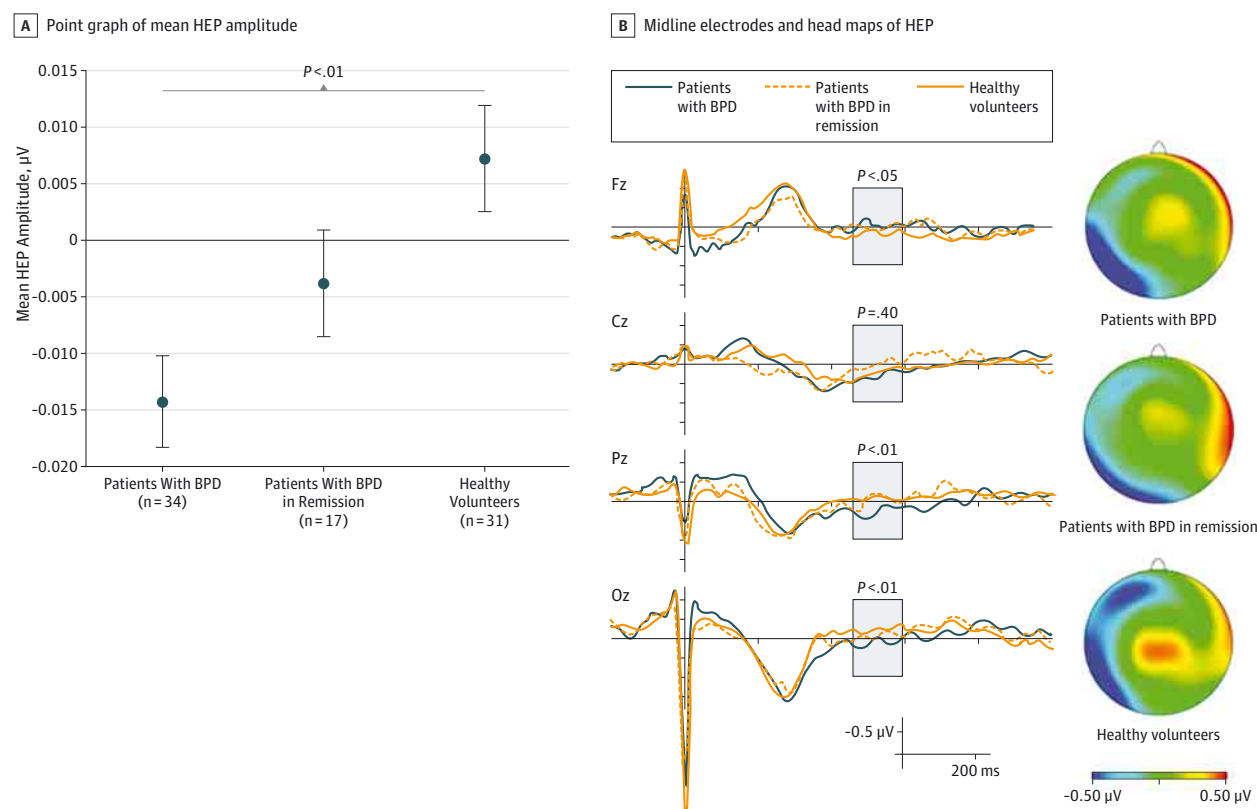 A Point graph of mean HEP amplitude
P<.01
Mean HEP Amplitude, µV
0.015
0.010
0.005
0
-0.005
-0.010
-0.015
-0.020
Patients With BPD
(n=34)
Patients With BPD
in Remission
(n=17)
Healthy
Volunteers
(n=31)
B Midline electrodes and head maps of HEP
Patients
with BPD
Patients
with BPD in
remission
Healthy
volunteers
Fz
P<.05
Cz
P=.40
Pz
P<.01
Oz
P<.01
-0.5 µV
200 ms
Patients with BPD
Patients with BPD in remission
Healthy volunteers
-0.50 µV
0.50 µV